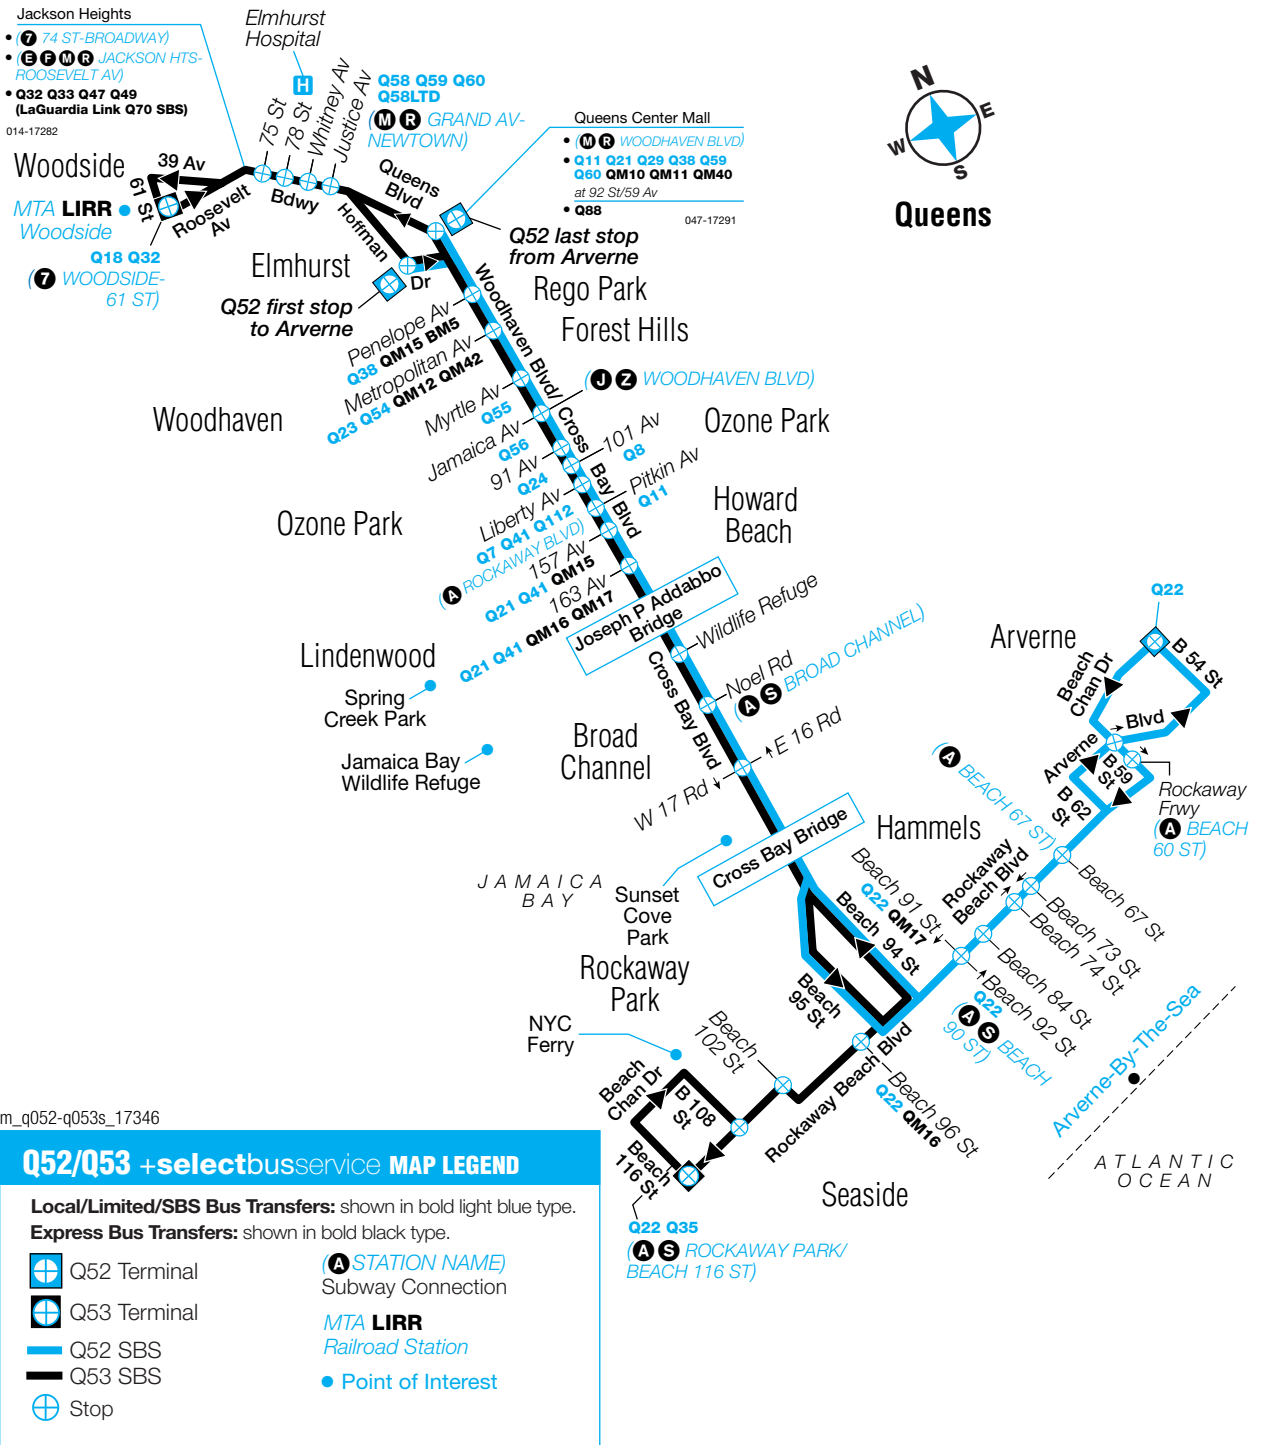 Jackson Heights
• (7 74 ST-BROADWAY)
• (E F M R JACKSON HTS-
ROOSEVELT AV)
• Q32 Q33 Q47 Q49
(LaGuardia Link Q70 SBS)
014-17282
Elmhurst
Hospital
H
75 St
78 St
Whitney Av
Justice Av
Q58 Q59 Q60
Q58LTD
(M R GRAND AV-
NEWTOWN)
Queens Center Mall
• (M R WOODHAVEN BLVD)
• Q11 Q21 Q29 Q38 Q59
Q60 QM10 QM11 QM40
at 92 St/59 Av
• Q88
047-17291
N
E
W
S
Queens
Woodside
39 Av
61 St
Roosevelt
Av
Bdwy
MTA LIRR
Woodside
Q18 Q32
(7 WOODSIDE-
61 ST)
Queens
Blvd
Hoffman
Dr
Elmhurst
Q52 last stop
from Arverne
Q52 first stop
to Arverne
Rego Park
Forest Hills
Woodhaven Blvd/ Cross Bay Blvd
Penelope Av
Q38 QM15 BM5
Metropolitan Av
Q23 Q54 QM12 QM42
Myrtle Av
Q55
(J Z WOODHAVEN BLVD)
Woodhaven
Jamaica Av
Q56
91 Av
Q24
101 Av
Q8
Ozone Park
Pitkin Av
Q11
Liberty Av
Q7 Q41 Q112
(A ROCKAWAY BLVD)
Ozone Park
Howard
Beach
157 Av
Q21 Q41 QM15
163 Av
Q21 Q41 QM16 QM17
Joseph P Addabbo
Bridge
Lindenwood
Spring
Creek Park
Jamaica Bay
Wildlife Refuge
Wildlife Refuge
Cross Bay Blvd
Noel Rd
(A S BROAD CHANNEL)
Broad
Channel
E 16 Rd
W 17 Rd
Cross Bay Bridge
JAMAICA
BAY
Sunset
Cove
Park
Hammels
Arverne
Q22
B 54 St
Beach
Chan Dr
Arverne
Blvd
B 59
St
B 62
St
Rockaway
Frwy
(A BEACH
60 ST)
(A BEACH 67 ST)
Beach 67 St
Rockaway
Beach Blvd
Beach 73 St
Beach 74 St
Beach 84 St
Beach 91 St
Q22 QM17
Beach 92 St
Q22
(A S BEACH
90 ST)
Beach 94 St
Beach
95 St
Rockaway
Park
NYC
Ferry
Beach
102 St
Rockaway Beach Blvd
Beach 96 St
Q22 QM16
Beach
Chan Dr
B 108
St
Beach
116 St
Q22 Q35
(A S ROCKAWAY PARK/
BEACH 116 ST)
Seaside
Arverne-By-The-Sea
ATLANTIC
OCEAN
m_q052-q053s_17346
Q52/Q53 +selectbusservice MAP LEGEND
Local/Limited/SBS Bus Transfers: shown in bold light blue type.
Express Bus Transfers: shown in bold black type.
Q52 Terminal
Q53 Terminal
Q52 SBS
Q53 SBS
Stop
(A STATION NAME)
Subway Connection
MTA LIRR
Railroad Station
• Point of Interest